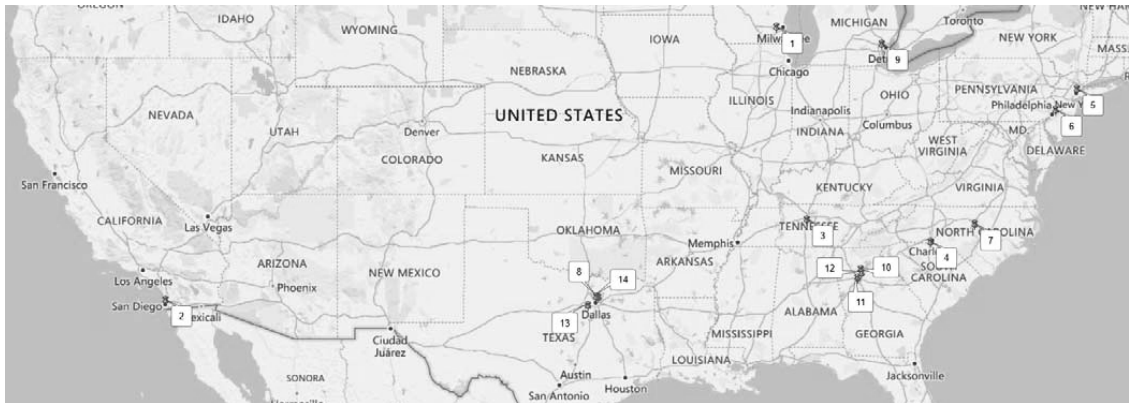 OREGON
IDAHO
WYOMING
MICHIGAN
Toronto
NEW HAM
IOWA
1
Chicago
9
NEW YORK
MASS
NEBRASKA
NEVADA
UTAH
UNITED STATES
Denver
COLORADO
KANSAS
ILLINOIS
Indianapolis
INDIANA
OHIO
Columbus
PENNSYLVANIA
Philadelphia
New Y
5
6
MD.
DELAWARE
WEST
VIRGINIA
MISSOURI
KENTUCKY
VIRGINIA
San Francisco
CALIFORNIA
Las Vegas
OKLAHOMA
Memphis
TENNESSEE
3
NORTH CAROLINA
7
4
SOUTH
CAROLINA
Los Angeles
ARIZONA
Phoenix
NEW MEXICO
ARKANSAS
8
14
12
10
11
San Diego
2
Mexicali
Dallas
13
TEXAS
ALABAMA
GEORGIA
MISSISSIPPI
Ciudad
Juárez
LOUISIANA
SONORA
Austin
San Antonio
Houston
Jacksonville